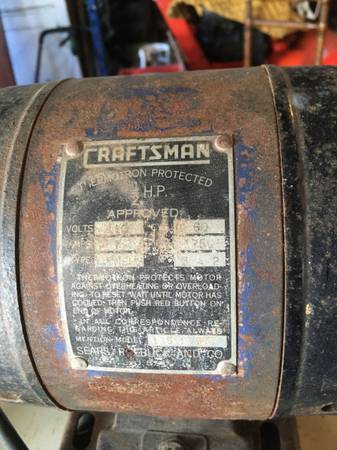 CRAFTSMAN
THERMOTRON PROTECTED
H.P.
APPROVED
VOLTS
AMPS
TYPE
THERMOTRON PROTECTS MOTOR
AGAINST OVERHEATING OR OVERLOAD-
ING. TO RESET WAIT UNTIL MOTOR HAS
COOLED. THEN PUSH RED BUTTON ON
END OF MOTOR.
IN ALL CORRESPONDENCE RE-
GARDING THIS ARTICLE ALWAYS
MENTION MODEL
SEARS, ROEBUCK AND CO